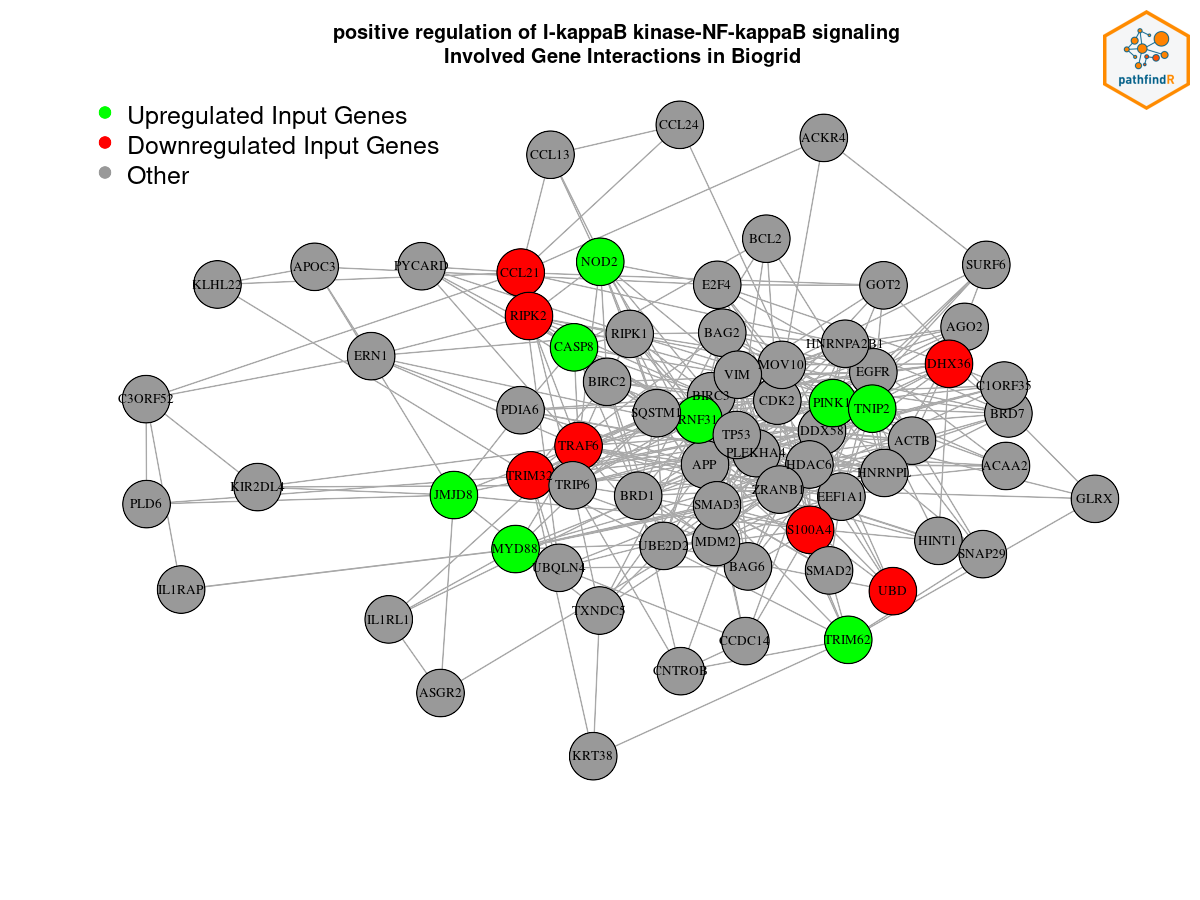 positive regulation of I-kappaB kinase-NF-kappaB signaling
Involved Gene Interactions in Biogrid
pathfindR
Upregulated Input Genes
Downregulated Input Genes
Other
CCL24
ACKR4
CCL13
BCL2
NOD2
SURF6
APOC3
PYCARD
CCL21
KLHL22
E2F4
GOT2
RIPK2
AGO2
RIPK1
BAG2
HNRNPA2B1
CASP8
ERN1
MOV10
DHX36
VIM
EGFR
BIRC2
C1ORF35
BIRC3
C3ORF52
CDK2
PINK1
TNIP2
PDIA6
SQSTM1
BRD7
RNF31
DDX58
TP53
ACTB
TRAF6
PLEKHA4
APP
HDAC6
ACAA2
HNRNPL
TRIM32
TRIP6
KIR2DL4
ZRANB1
JMJD8
BRD1
EEF1A1
GLRX
PLD6
SMAD3
S100A4
HINT1
MDM2
UBE2D2
MYD88
SNAP29
UBQLN4
BAG6
SMAD2
IL1RAP
UBD
TXNDC5
IL1RL1
CCDC14
TRIM62
CNTROB
ASGR2
KRT38